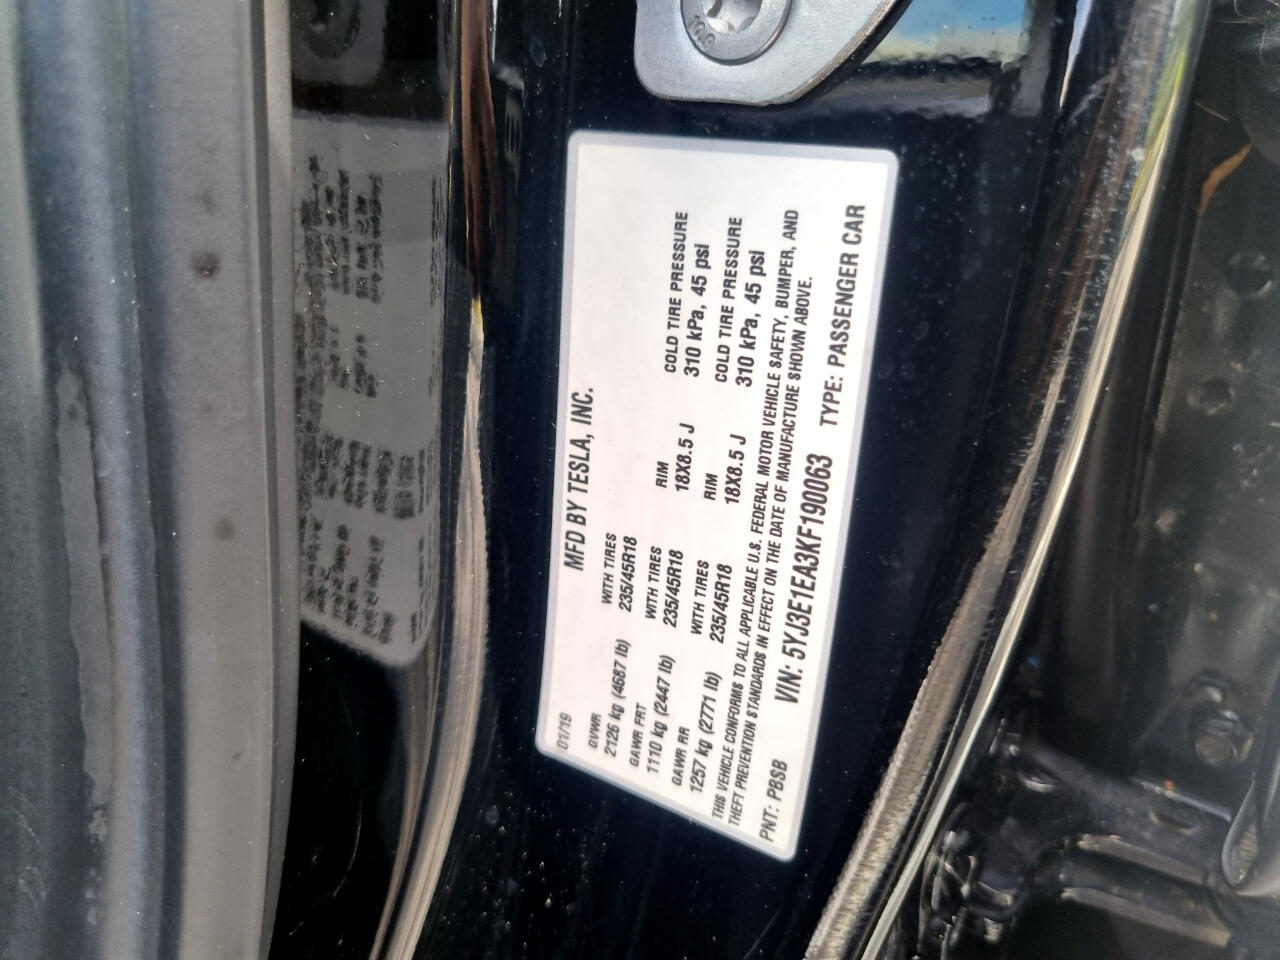 10.9
01/19
MFD BY TESLA, INC.
GVWR WITH TIRES
2126 kg (4687 lb) 235/45R18
GAWR FRT WITH TIRES RIM COLD TIRE PRESSURE
1110 kg (2447 lb) 235/45R18 18X8.5 J 310 kPa, 45 psi
GAWR RR WITH TIRES RIM COLD TIRE PRESSURE
1257 kg (2771 lb) 235/45R18 18X8.5 J 310 kPa, 45 psi
THIS VEHICLE CONFORMS TO ALL APPLICABLE U.S. FEDERAL MOTOR VEHICLE SAFETY, BUMPER, AND
THEFT PREVENTION STANDARDS IN EFFECT ON THE DATE OF MANUFACTURE SHOWN ABOVE.
PNT: PBSB VIN: 5YJ3E1EA3KF190063 TYPE: PASSENGER CAR